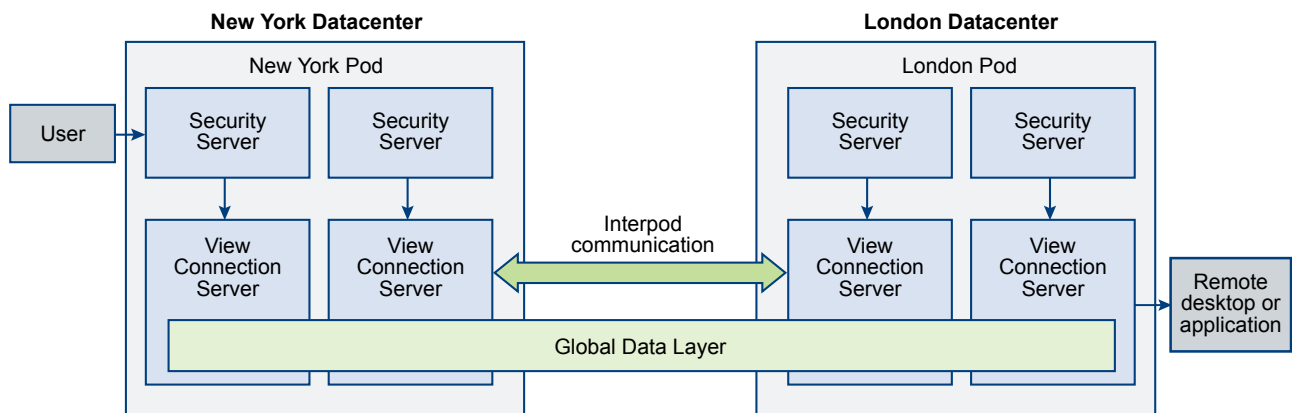 New York Datacenter
London Datacenter
New York Pod
London Pod
User
Security
Server
Security
Server
Security
Server
Security
Server
View
Connection
Server
View
Connection
Server
Interpod
communication
View
Connection
Server
View
Connection
Server
Remote
desktop or
application
Global Data Layer